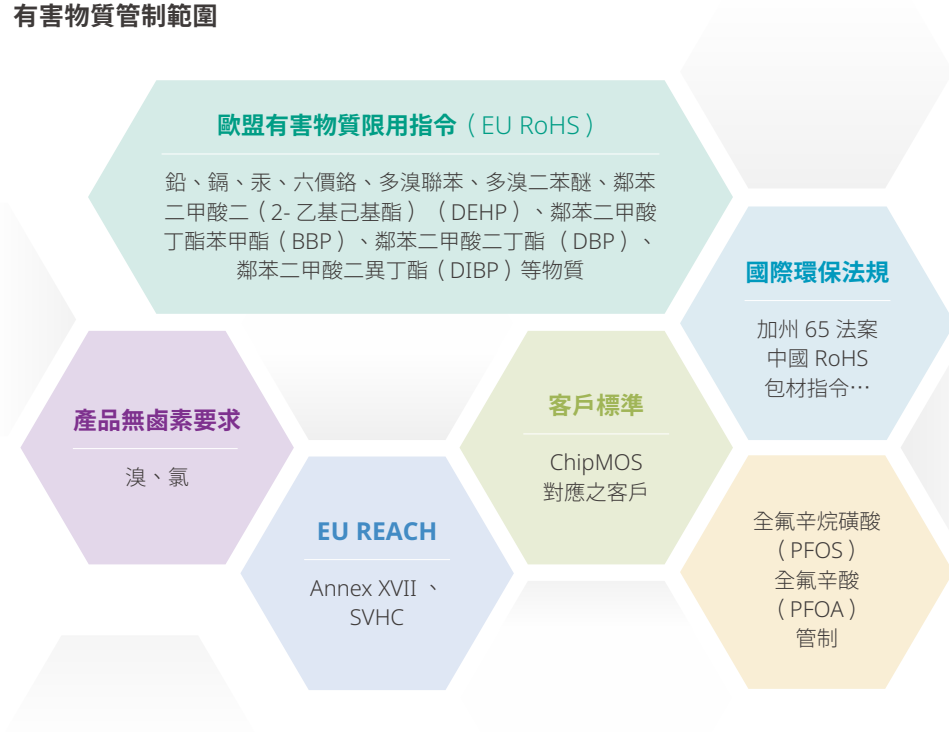 有害物質管制範圍
歐盟有害物質限用指令（EU RoHS）
鉛、鎘、汞、六價鉻、多溴聯苯、多溴二苯醚、鄰苯
二甲酸二（2- 乙基己基酯）（DEHP）、鄰苯二甲酸
丁酯苯甲酯（BBP）、鄰苯二甲酸二丁酯 （DBP）、
鄰苯二甲酸二異丁酯（DIBP）等物質
國際環保法規
加州 65 法案
中國 RoHS
包材指令…
產品無鹵素要求
溴、氯
客戶標準
ChipMOS
對應之客戶
EU REACH
Annex XVII 、
SVHC
全氟辛烷磺酸
（PFOS）
全氟辛酸
（PFOA）
管制